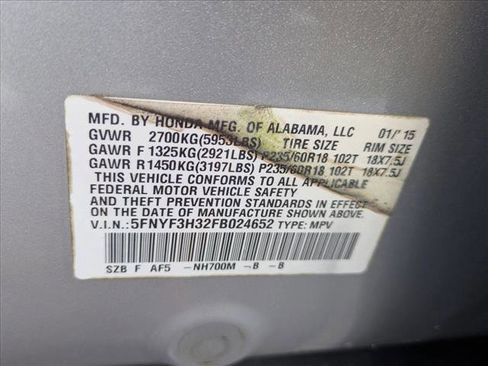 MFD. BY HONDA MFG. OF ALABAMA, LLC 01/'15
GVWR 2700KG(5953LBS) TIRE SIZE RIM SIZE
GAWR F 1325KG(2921LBS) P235/60R18 102T 18X7.5J
GAWR R1450KG(3197LBS) P235/60R18 102T 18X7.5J
THIS VEHICLE CONFORMS TO ALL APPLICABLE
FEDERAL MOTOR VEHICLE SAFETY
AND THEFT PREVENTION STANDARDS IN EFFECT
ON THE DATE OF MANUFACTURE SHOWN ABOVE.
V.I.N.: 5FNYF3H32FB024652 TYPE: MPV
SZB F AF5 -NH700M -B -B